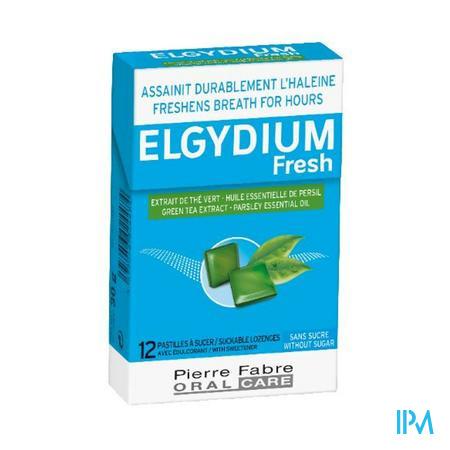 ASSAINIT DURABLEMENT L'HALEINE
FRESHENS BREATH FOR HOURS
ELGYDIUM
Fresh
EXTRAIT DE THÉ VERT - HUILE ESSENTIELLE DE PERSIL
GREEN TEA EXTRACT - PARSLEY ESSENTIAL OIL
12 PASTILLES À SUCER / SUCKABLE LOZENGES
AVEC ÉDULCORANT / WITH SWEETENER
SANS SUCRE
WITHOUT SUGAR
Pierre Fabre
ORAL CARE
IPM